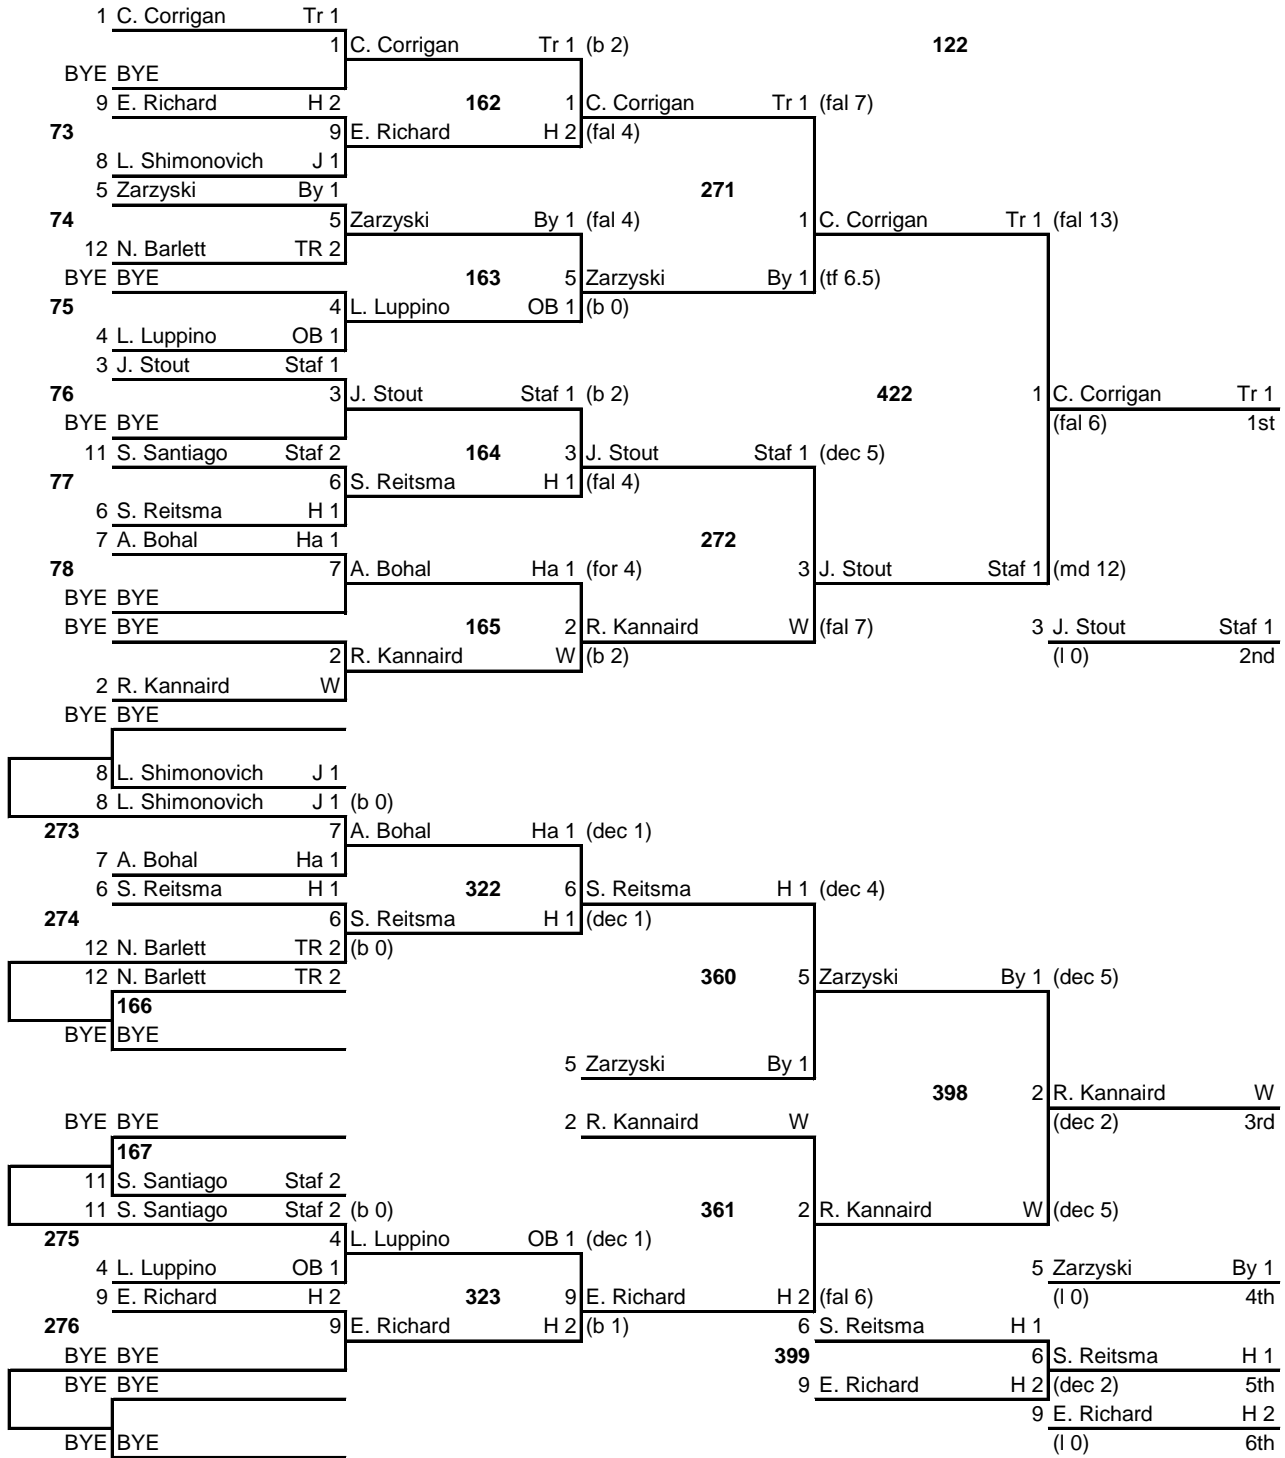 1 C. Corrigan Tr 1
1 C. Corrigan Tr 1 (b 2) 122
BYE BYE
9 E. Richard H 2 162 1 C. Corrigan Tr 1 (fal 7)
73 9 E. Richard H 2 (fal 4)
8 L. Shimonovich J 1
5 Zarzyski By 1 271
74 5 Zarzyski By 1 (fal 4) 1 C. Corrigan Tr 1 (fal 13)
12 N. Barlett TR 2
BYE BYE 163 5 Zarzyski By 1 (tf 6.5)
75 4 L. Luppino OB 1 (b 0)
4 L. Luppino OB 1
3 J. Stout Staf 1
76 3 J. Stout Staf 1 (b 2) 422 1 C. Corrigan Tr 1
BYE BYE (fal 6) 1st
11 S. Santiago Staf 2 164 3 J. Stout Staf 1 (dec 5)
77 6 S. Reitsma H 1 (fal 4)
6 S. Reitsma H 1
7 A. Bohal Ha 1 272
78 7 A. Bohal Ha 1 (for 4) 3 J. Stout Staf 1 (md 12)
BYE BYE
BYE BYE 165 2 R. Kannaird W (fal 7) 3 J. Stout Staf 1
2 R. Kannaird W (b 2) (l 0) 2nd
2 R. Kannaird W
BYE BYE
8 L. Shimonovich J 1
8 L. Shimonovich J 1 (b 0)
273 7 A. Bohal Ha 1 (dec 1)
7 A. Bohal Ha 1
6 S. Reitsma H 1 322 6 S. Reitsma H 1 (dec 4)
274 6 S. Reitsma H 1 (dec 1)
12 N. Barlett TR 2 (b 0)
12 N. Barlett TR 2 360 5 Zarzyski By 1 (dec 5)
166
BYE BYE
5 Zarzyski By 1
398 2 R. Kannaird W
BYE BYE 2 R. Kannaird W (dec 2) 3rd
167
11 S. Santiago Staf 2
11 S. Santiago Staf 2 (b 0) 361 2 R. Kannaird W (dec 5)
275 4 L. Luppino OB 1 (dec 1)
4 L. Luppino OB 1 5 Zarzyski By 1
9 E. Richard H 2 323 9 E. Richard H 2 (fal 6) (l 0) 4th
276 9 E. Richard H 2 (b 1) 6 S. Reitsma H 1
BYE BYE 399 6 S. Reitsma H 1
BYE BYE 9 E. Richard H 2 (dec 2) 5th
9 E. Richard H 2
BYE BYE (l 0) 6th